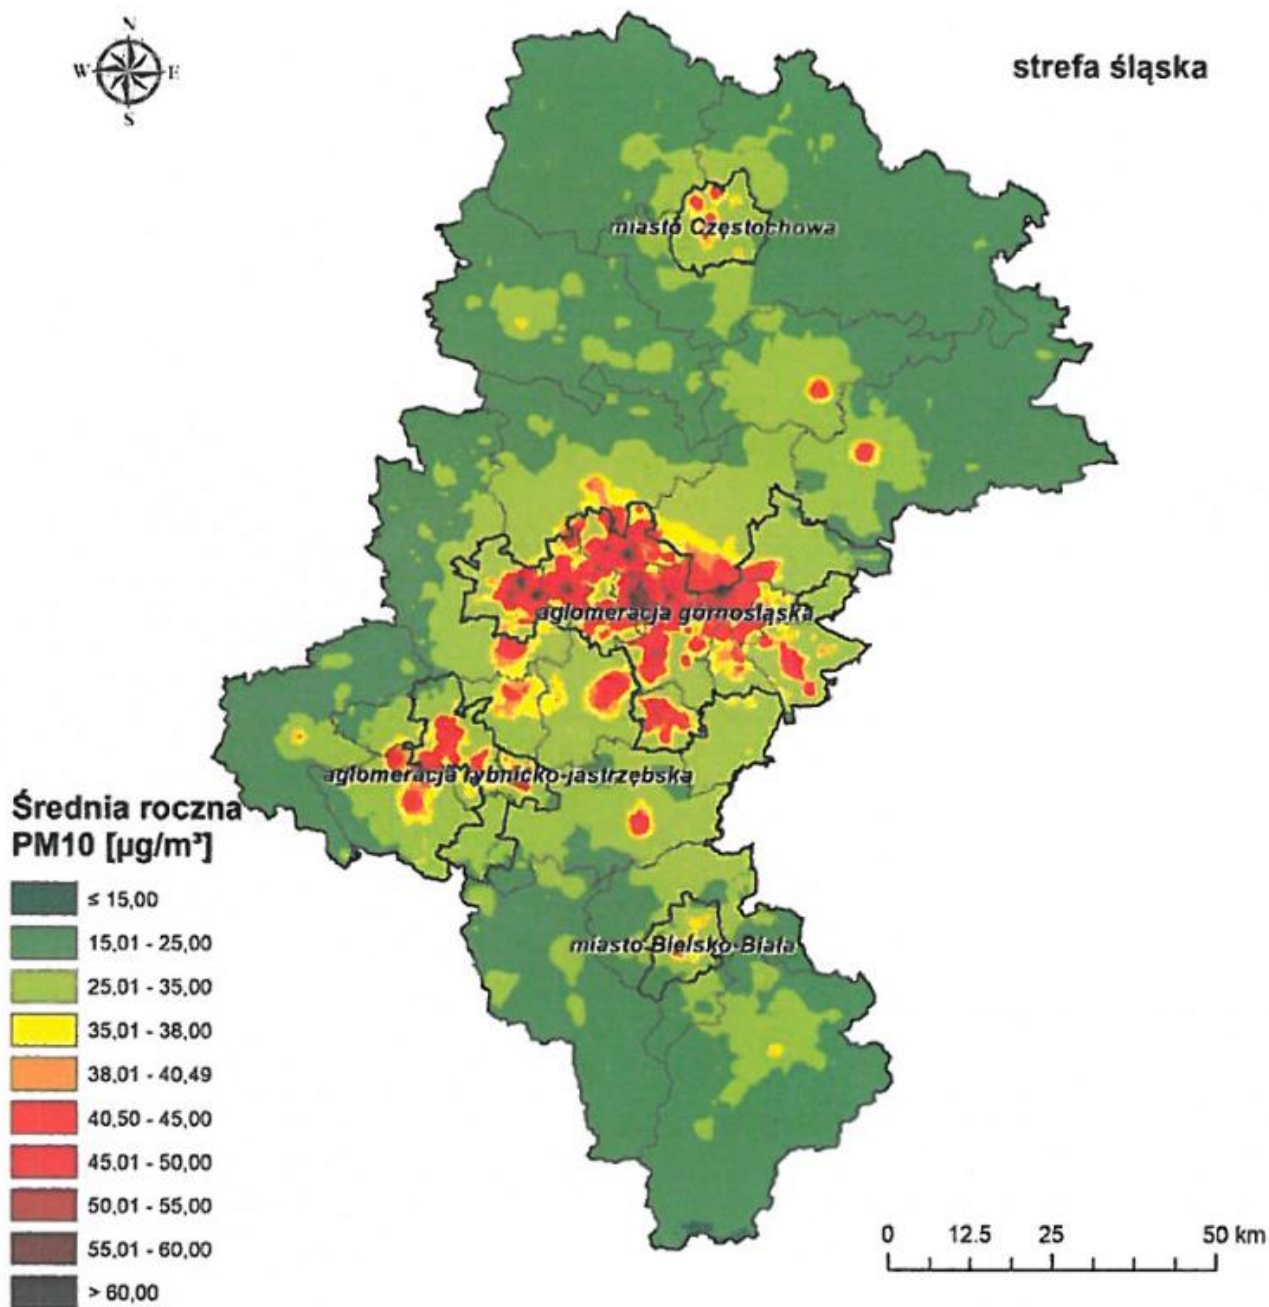 N
W E
S
strefa śląska
miasto Częstochowa
aglomeracja górnośląska
aglomeracja rybnicko-jastrzębska
miasto Bielsko-Biała
Średnia roczna
PM10 [µg/m³]
≤ 15,00
15,01 - 25,00
25,01 - 35,00
35,01 - 38,00
38,01 - 40,49
40,50 - 45,00
45,01 - 50,00
50,01 - 55,00
55,01 - 60,00
> 60,00
0 12.5 25 50 km